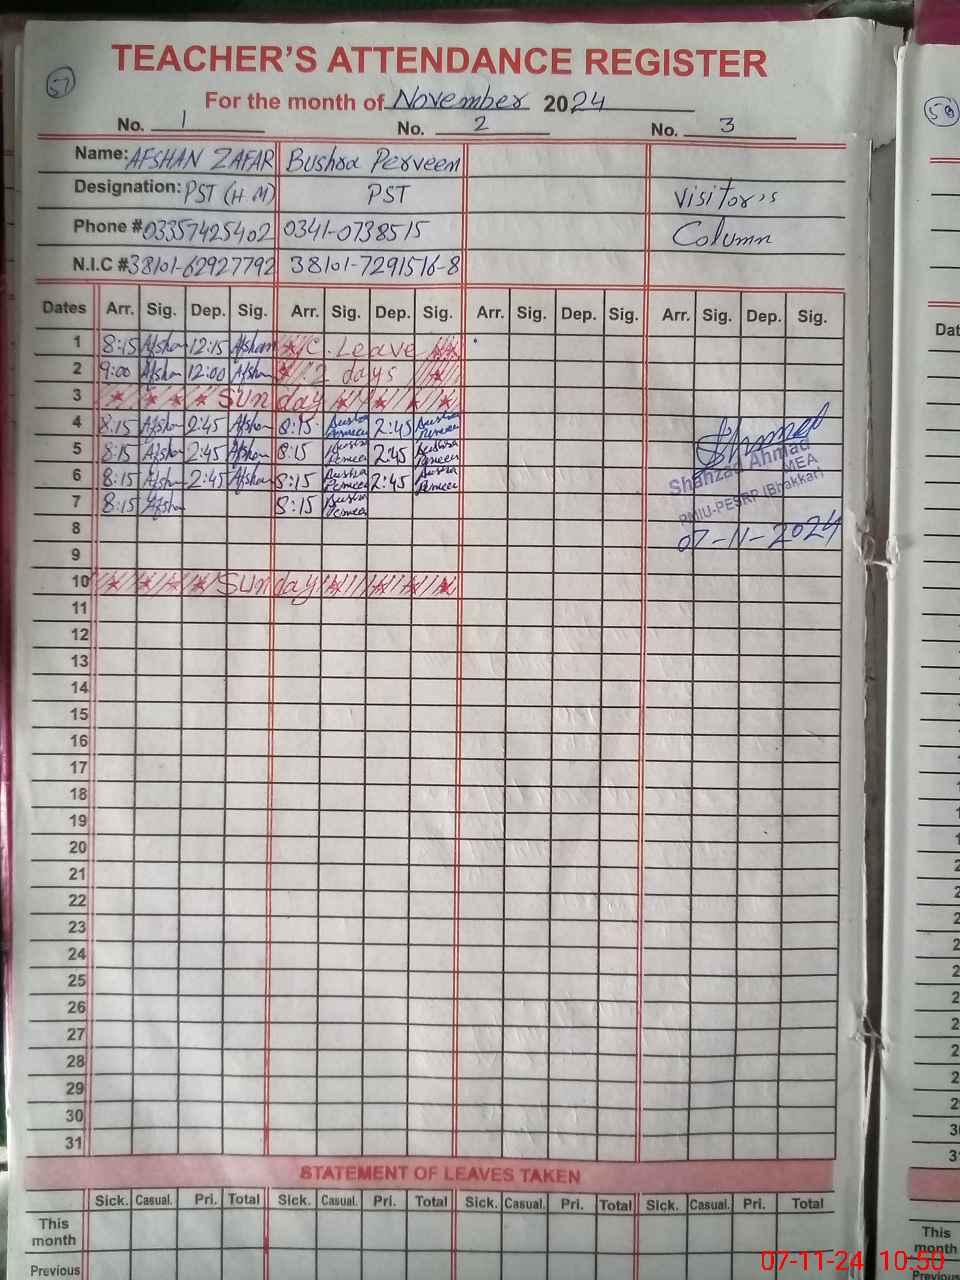 TEACHER'S ATTENDANCE REGISTER
57
For the month of November 2024
No. 1 No. 2 No. 3
Name: AFSHAN ZAFAR Bushra Perveen
Designation: PST (H.M) PST Visitor's
Phone # 03357425402 0341-0738515 Column
N.I.C # 38101-62927792 38101-7291516-8
Dates Arr. Sig. Dep. Sig. Arr. Sig. Dep. Sig. Arr. Sig. Dep. Sig. Arr. Sig. Dep. Sig.
1 8:15 Afshan 12:15 Afshan C. Leave
2 9:00 Afshan 12:00 Afshan 2 days
3 Sunday
4 8:15 Afshan 2:45 Afshan 8:15 Bushra Perveen 2:45 Bushra Perveen
5 8:15 Afshan 2:45 Afshan 8:15 Bushra Perveen 2:45 Bushra Perveen
6 8:15 Afshan 2:45 Afshan 8:15 Bushra Perveen 2:45 Bushra Perveen
7 8:15 Afshan 8:15 Bushra Perveen
Shahzad Ahmad
MEA
PMIU-PESRP (Bhakkar)
07-11-2024
8
9
10 Sunday
11
12
13
14
15
16
17
18
19
20
21
22
23
24
25
26
27
28
29
30
31
STATEMENT OF LEAVES TAKEN
Sick. Casual. Pri. Total Sick. Casual. Pri. Total Sick. Casual. Pri. Total Sick. Casual. Pri. Total
This month
Previous
58
This month
Previous
07-11-24 10:50